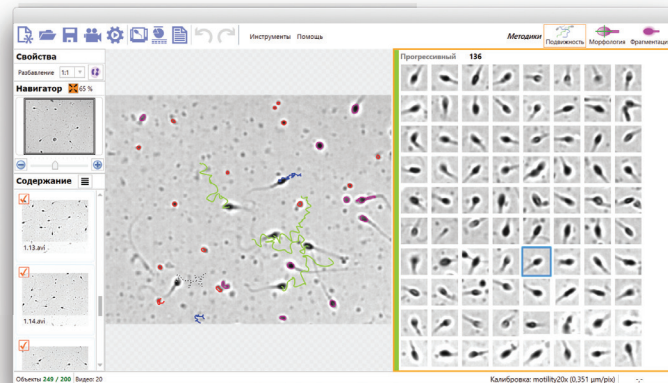 Инструменты Помощь Методики
Подвижность Морфология Фрагментаци
Свойства
Разбавление 1:1
Навигатор 65 %
Содержание
1.13.avi
1.14.avi
Прогрессивный 136
Объекты 249 / 200 Видео: 20
Калибровка: motility20x (0,351 µm/pix) -:-